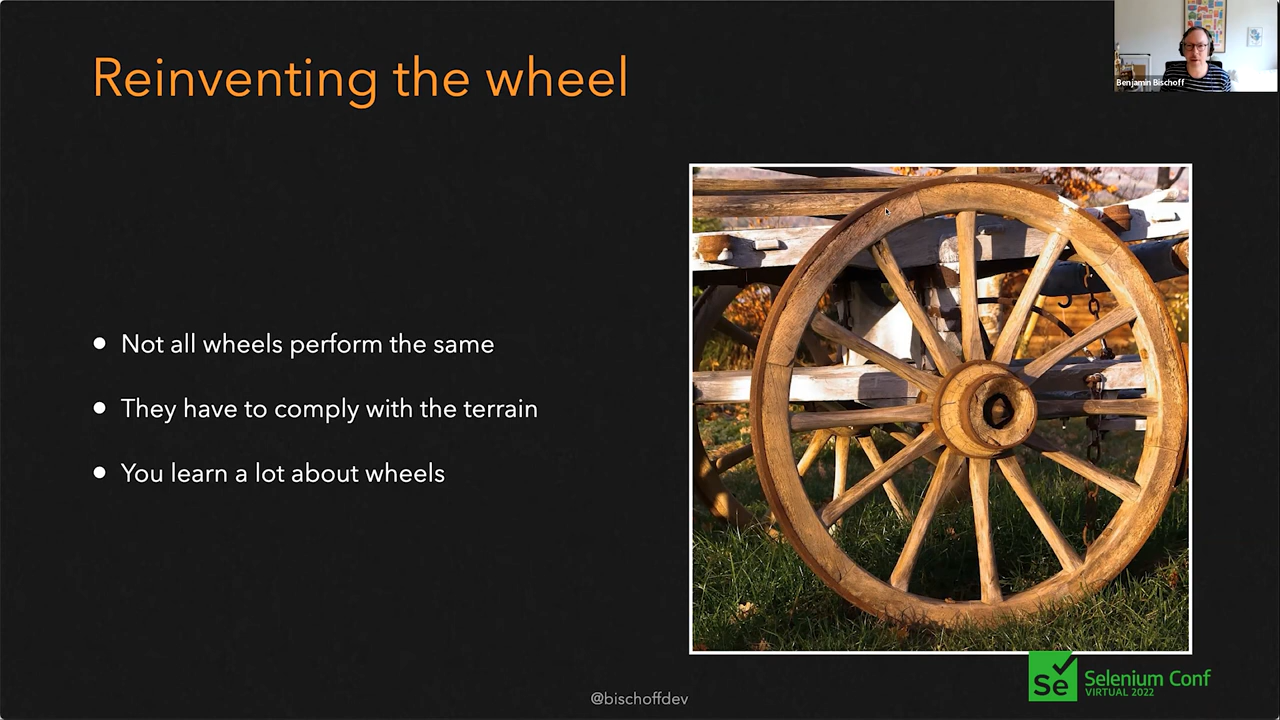 Reinventing the wheel
Benjamin Bischoff
Not all wheels perform the same
They have to comply with the terrain
You learn a lot about wheels
Se
Selenium Conf
VIRTUAL 2022
@bischoffdev